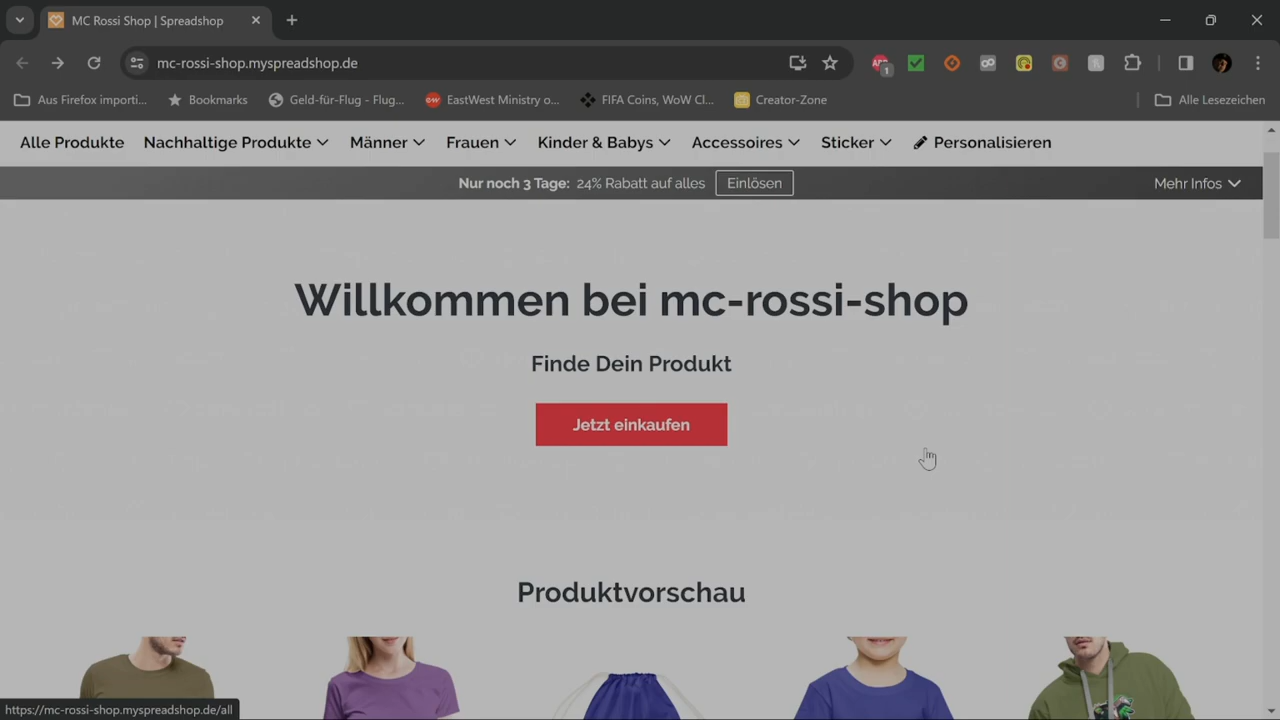 MC Rossi Shop | Spreadshop
mc-rossi-shop.myspreadshop.de
1
Aus Firefox importi...
Bookmarks
Geld-für-Flug - Flug...
EastWest Ministry o...
FIFA Coins, WoW Cl...
Creator-Zone
Alle Lesezeichen
Alle Produkte
Nachhaltige Produkte
Männer
Frauen
Kinder & Babys
Accessoires
Sticker
Personalisieren
Nur noch 3 Tage: 24% Rabatt auf alles
Einlösen
Mehr Infos
Willkommen bei mc-rossi-shop
Finde Dein Produkt
Jetzt einkaufen
Produktvorschau
https://mc-rossi-shop.myspreadshop.de/all